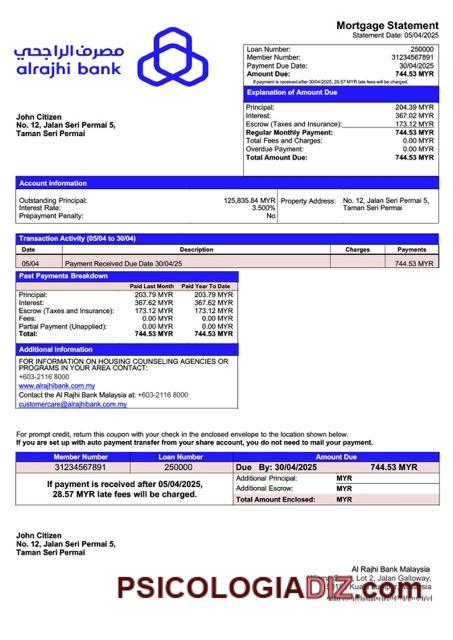 Mortgage Statement
Statement Date: 05/04/2025
مصرف الراجحي
alrajhi bank
Loan Number: 250000
Member Number: 31234567891
Payment Due Date: 30/04/2025
Amount Due: 744.53 MYR
If payment is received after 30/04/2025, 28.57 MYR late fees will be charged.
Explanation of Amount Due
Principal: 204.39 MYR
Interest: 367.02 MYR
Escrow (Taxes and Insurance): 173.12 MYR
Regular Monthly Payment: 744.53 MYR
Total Fees and Charges: 0.00 MYR
Overdue Payment: 0.00 MYR
Total Amount Due: 744.53 MYR
John Citizen
No. 12, Jalan Seri Permai 5,
Taman Seri Permai
Account Information
Outstanding Principal: 125,835.84 MYR
Interest Rate: 3.500%
Prepayment Penalty: No
Property Address: No. 12, Jalan Seri Permai 5,
Taman Seri Permai
Transaction Activity (05/04 to 30/04)
Date Description Charges Payments
05/04 Payment Received Due Date 30/04/25 744.53 MYR
Past Payments Breakdown
Paid Last Month Paid Year To Date
Principal: 203.79 MYR 203.79 MYR
Interest: 367.62 MYR 367.62 MYR
Escrow (Taxes and Insurance): 173.12 MYR 173.12 MYR
Fees: 0.00 MYR 0.00 MYR
Partial Payment (Unapplied): 0.00 MYR 0.00 MYR
Total: 744.53 MYR 744.53 MYR
Additional Information
FOR INFORMATION ON HOUSING COUNSELING AGENCIES OR
PROGRAMS IN YOUR AREA CONTACT:
+603-2116 8000
www.alrajhibank.com.my
Contact the Al Rajhi Bank Malaysia at: +603-2116 8000
customercare@alrajhibank.com.my
For prompt credit, return this coupon with your check in the enclosed envelope to the location shown below.
If you are set up with auto payment transfer from your share account, you do not need to mail your payment.
Member Number Loan Number Amount Due
31234567891 250000 Due By: 30/04/2025 744.53 MYR
If payment is received after 05/04/2025,
28.57 MYR late fees will be charged.
Additional Principal: MYR
Additional Escrow: MYR
Total Amount Enclosed: MYR
John Citizen
No. 12, Jalan Seri Permai 5,
Taman Seri Permai
Al Rajhi Bank Malaysia
Lot 2, Jalan Galloway,
PSICOLOGIADIZ.com